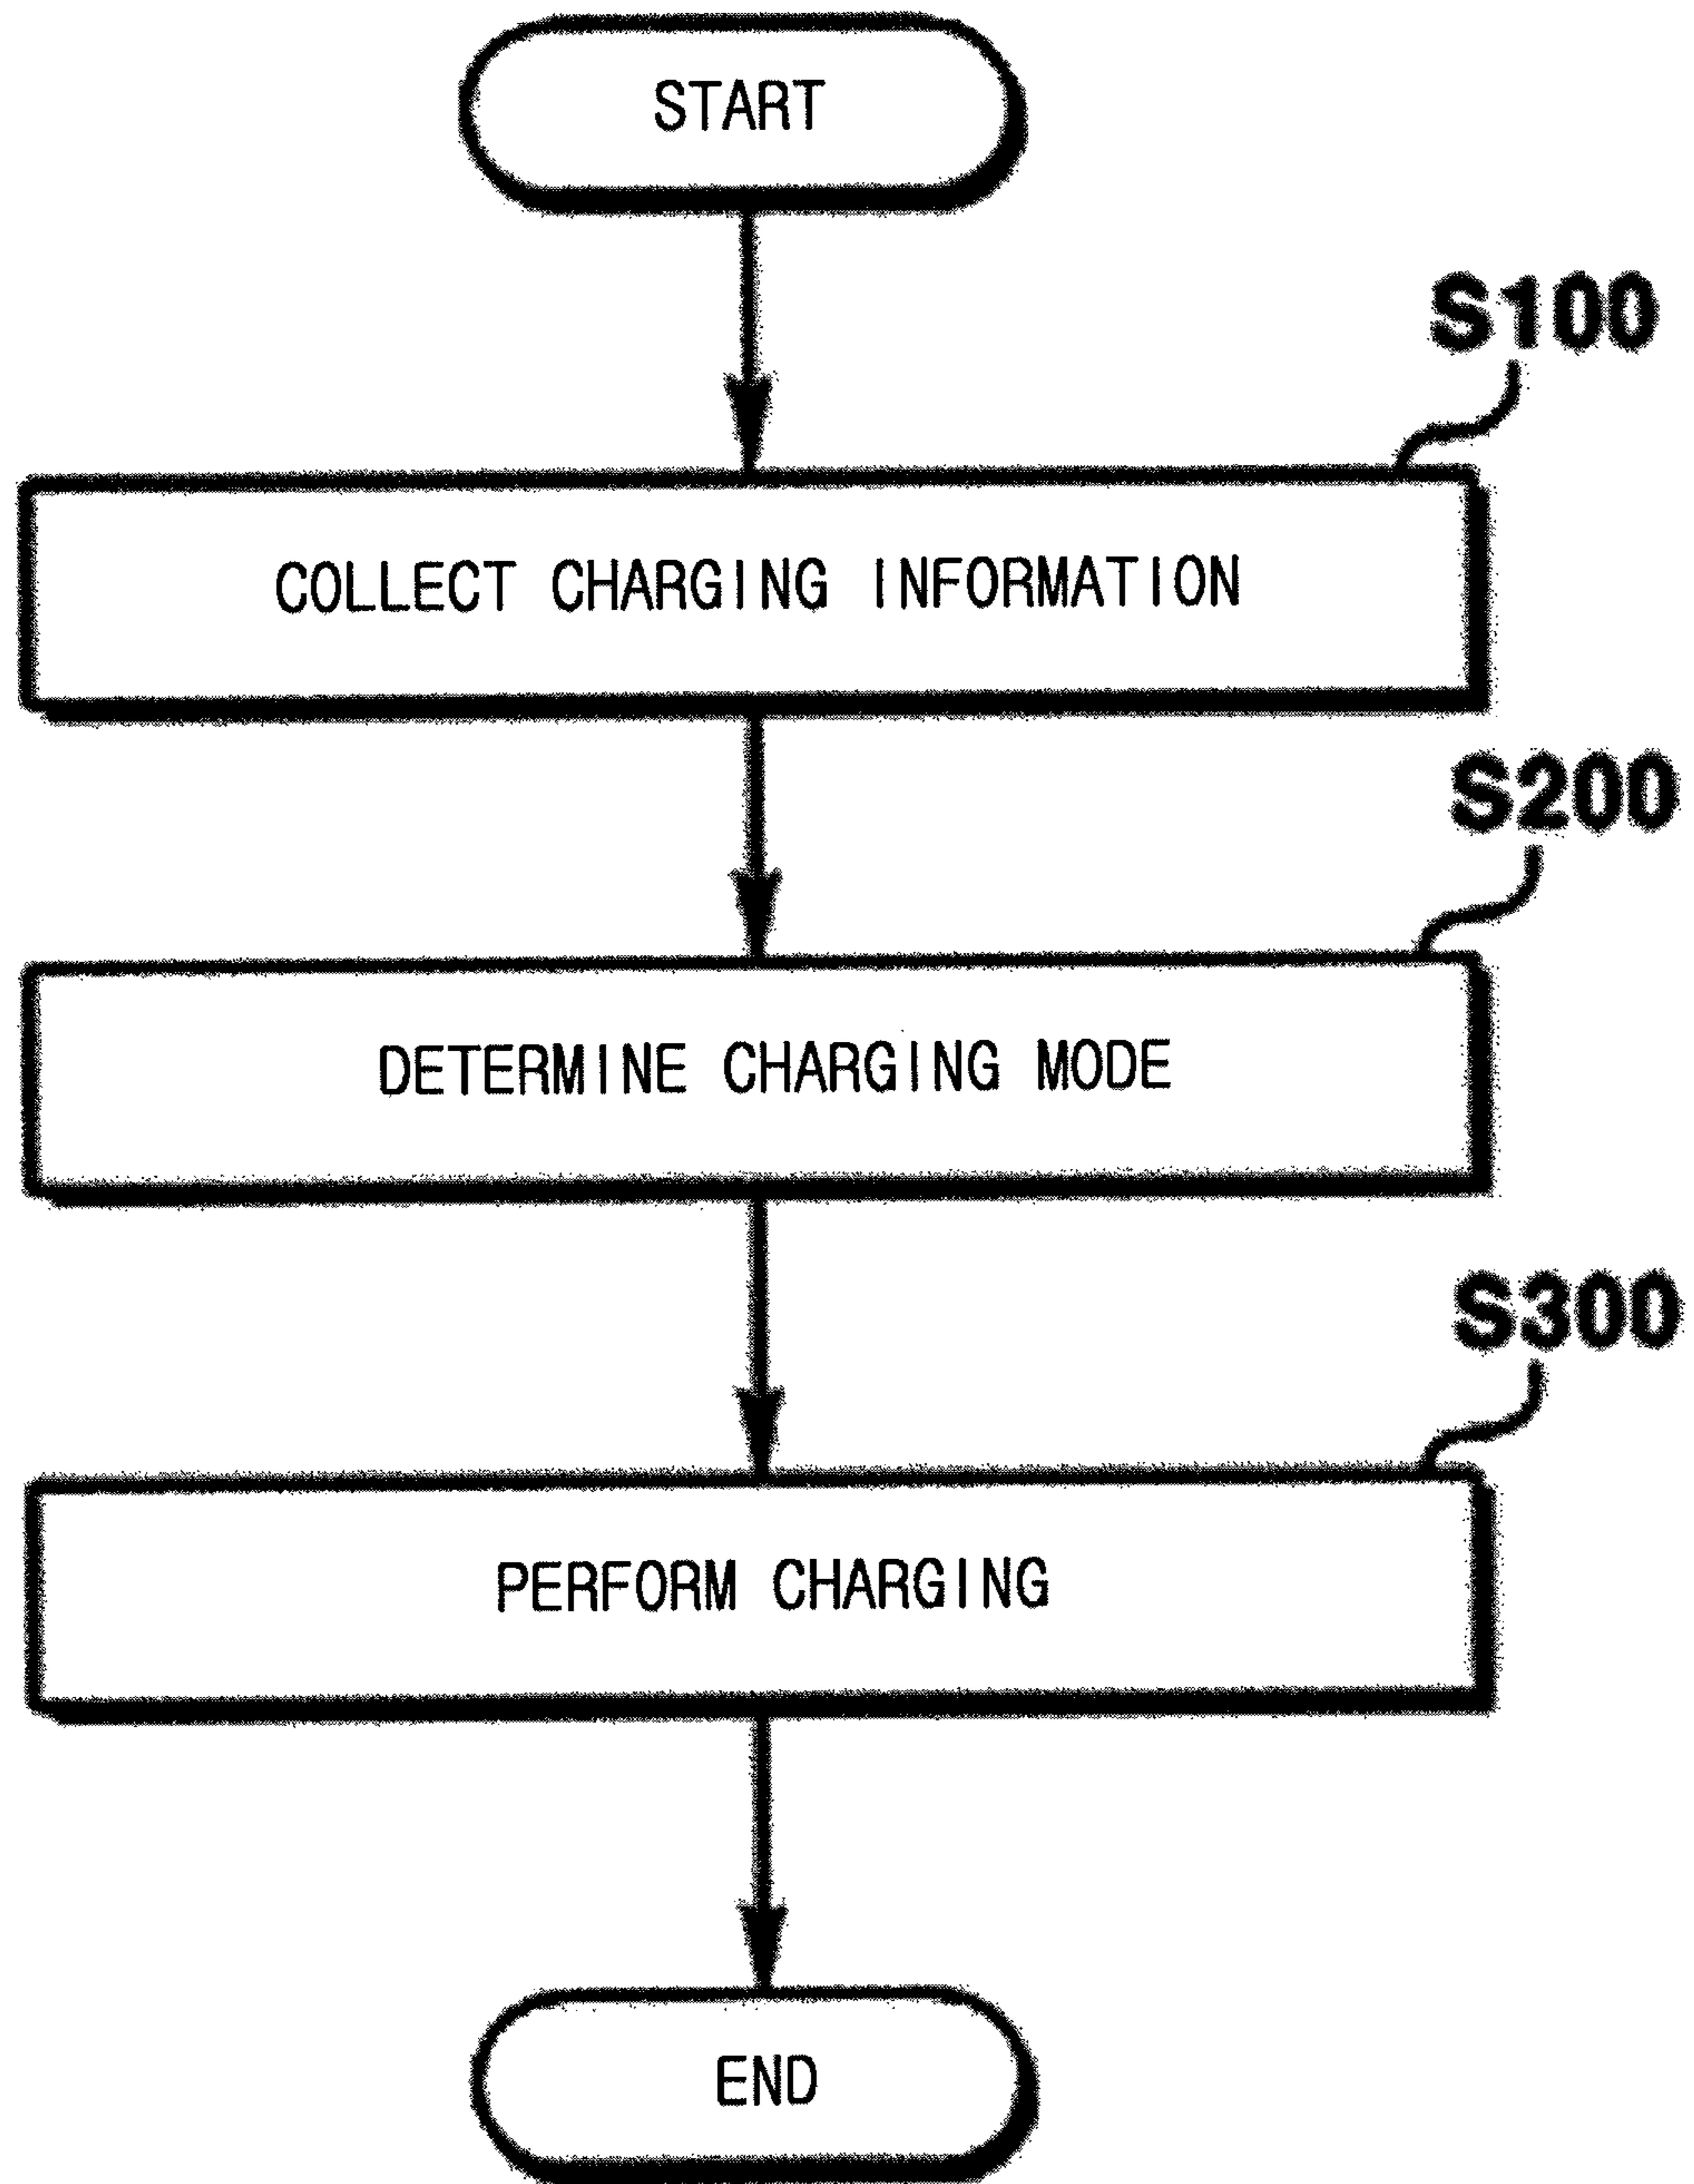 START
S100
COLLECT CHARGING INFORMATION
S200
DETERMINE CHARGING MODE
S300
PERFORM CHARGING
END